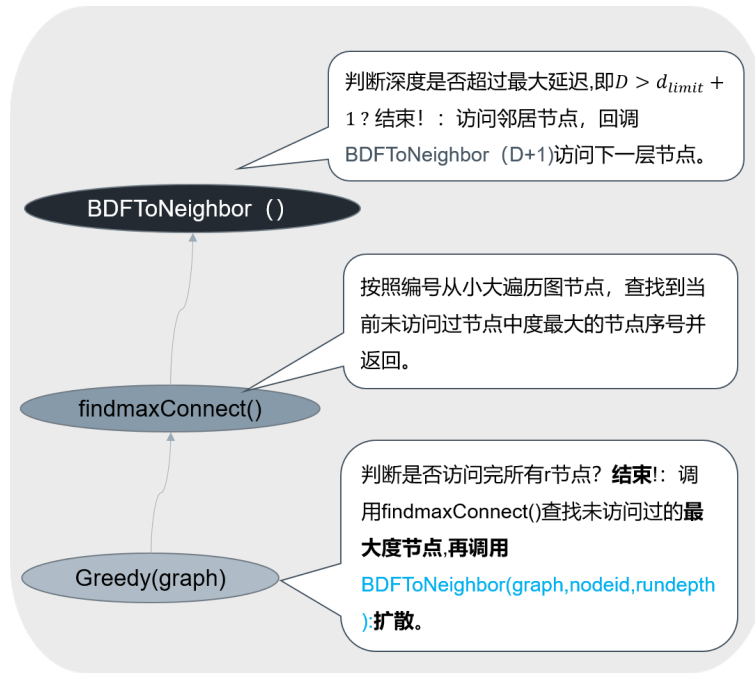 判断深度是否超过最大延迟,即D > d_limit +
1？结束！：访问邻居节点，回调
BDFToNeighbor（D+1)访问下一层节点。
BDFToNeighbor（）
按照编号从小大遍历图节点，查找到当
前未访问过节点中度最大的节点序号并
返回。
findmaxConnect()
判断是否访问完所有r节点？结束!：调
用findmaxConnect()查找未访问过的最
大度节点,再调用
BDFToNeighbor(graph,nodeid,rundepth
):扩散。
Greedy(graph)